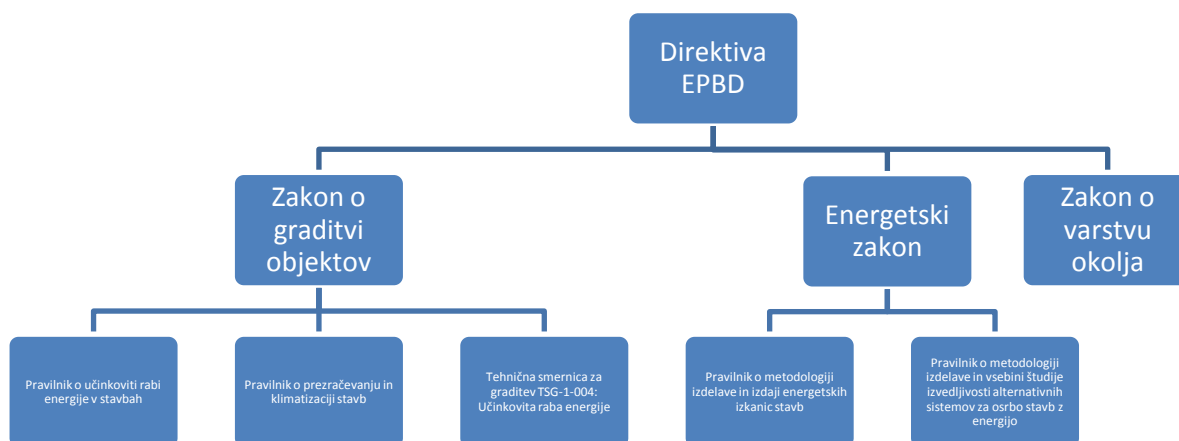 Direktiva
EPBD
Zakon o
graditvi
objektov
Energetski
zakon
Zakon o
varstvu
okolja
Pravilnik o učinkoviti rabi
energije v stavbah
Pravilnik o prezračevanju in
klimatizaciji stavb
Tehnična smernica za
graditev TSG-1-004:
Učinkovita raba energije
Pravilnik o metodologiji
izdelave in izdaji energetskih
izkanic stavb
Pravilnik o metodologiji
izdelave in vsebini študije
izvedljivosti alternativnih
sistemov za osrbo stavb z
energijo